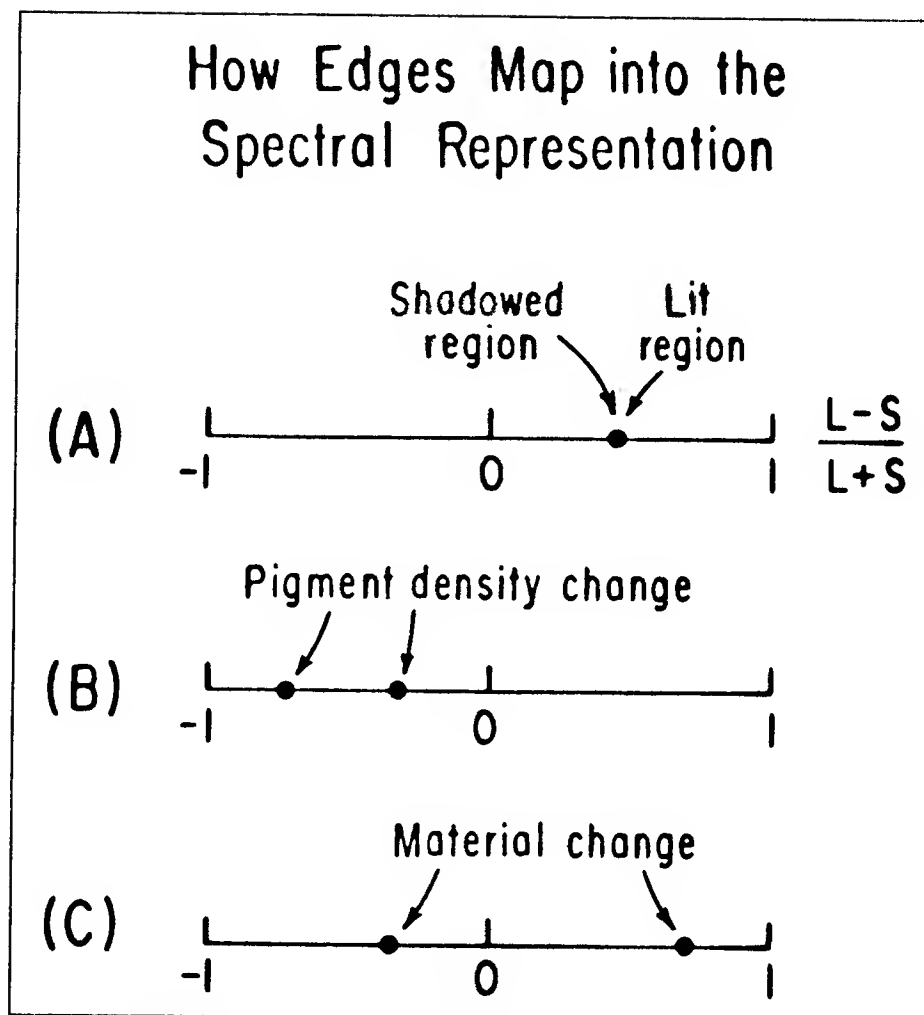 How Edges Map into the
Spectral Representation
Shadowed region
Lit region
(A)
-1
0
1
L-S
L+S
Pigment density change
(B)
-1
0
1
Material change
(C)
-1
0
1